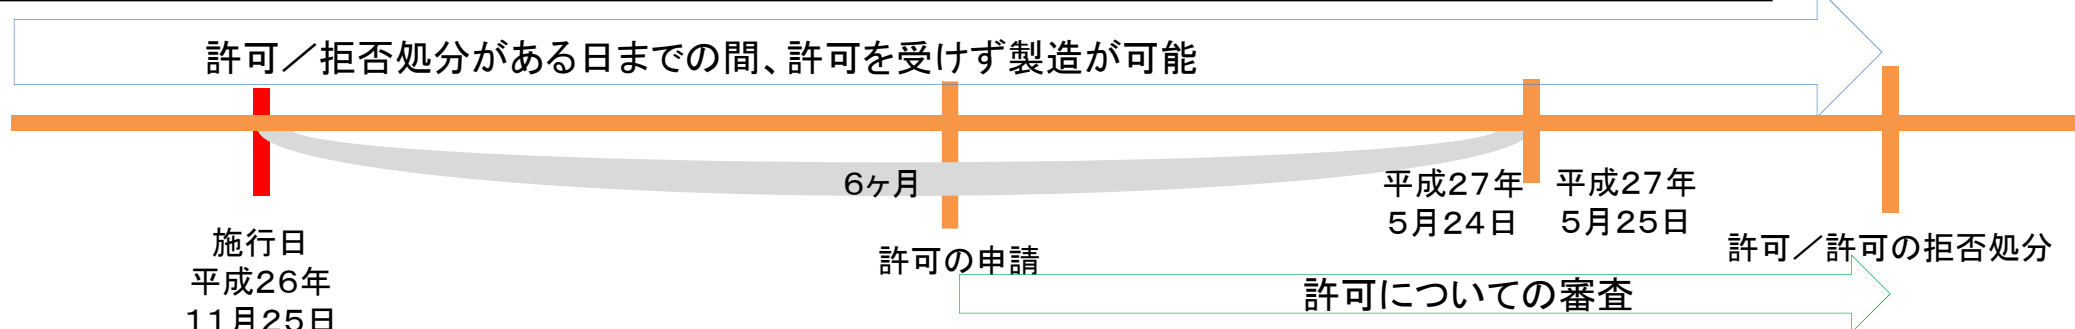 許可／拒否処分がある日までの間、許可を受けず製造が可能
6ヶ月
平成27年
5月24日
平成27年
5月25日
施行日
平成26年
11月25日
許可の申請
許可／許可の拒否処分
許可についての審査